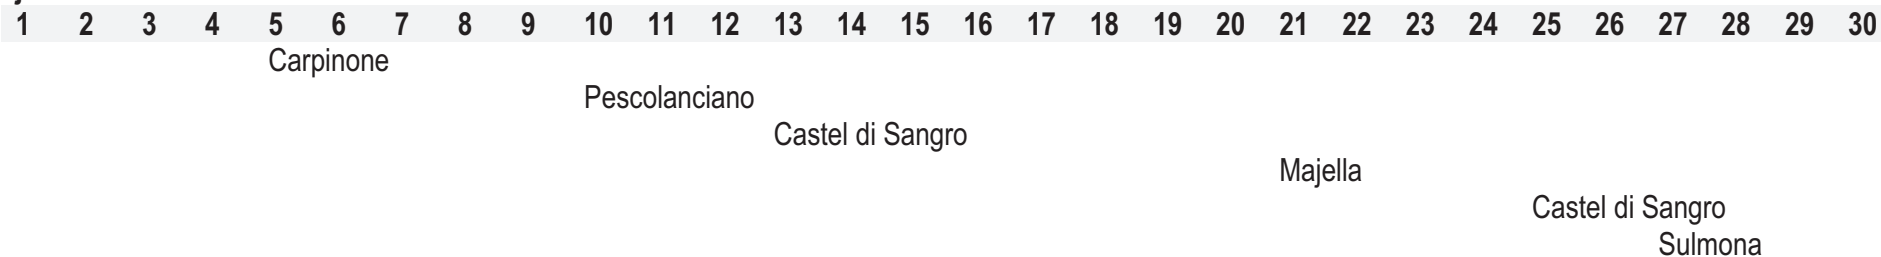 1 2 3 4 5 6 7 8 9 10 11 12 13 14 15 16 17 18 19 20 21 22 23 24 25 26 27 28 29 30
Carpinone
Pescolanciano
Castel di Sangro
Majella
Castel di Sangro
Sulmona